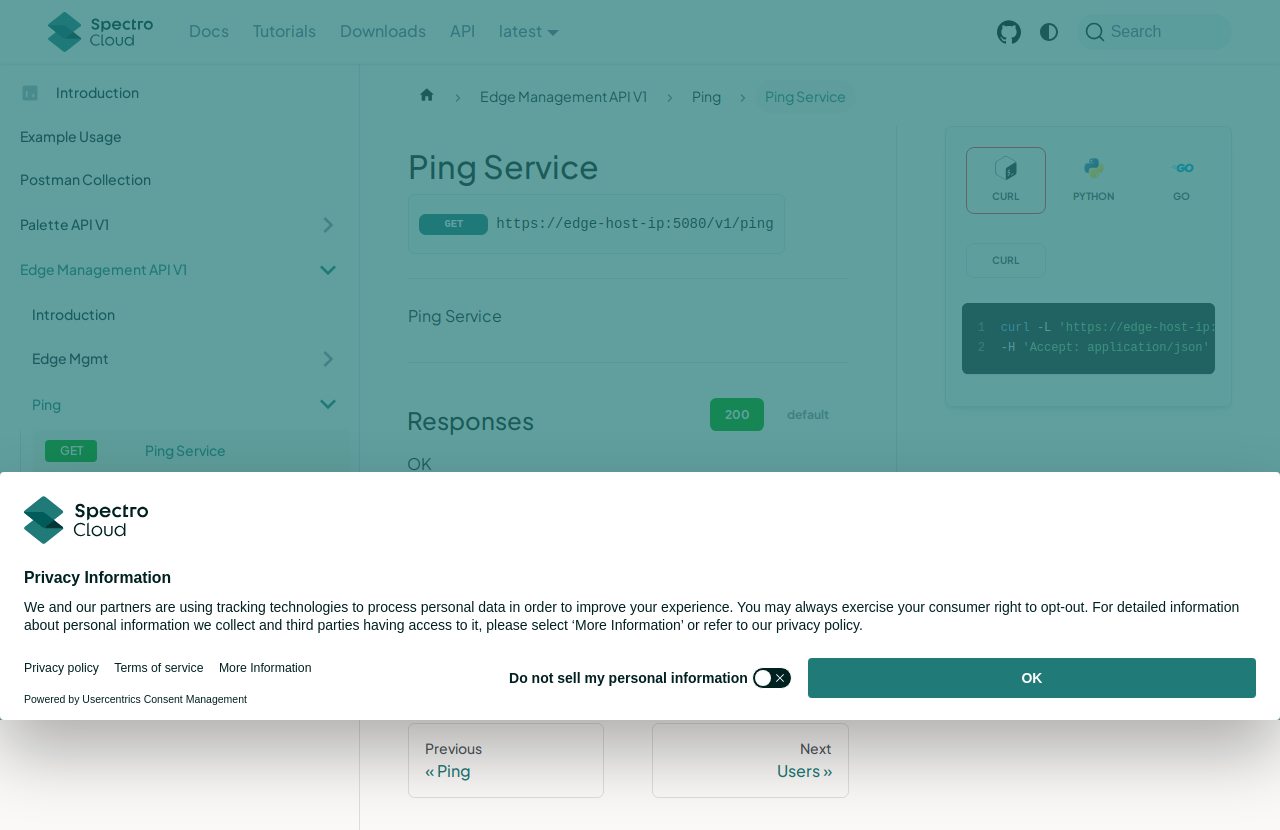 Spectro
Cloud
Docs
Tutorials
Downloads
API
latest
Search
Introduction
Example Usage
Postman Collection
Palette API V1
Edge Management API V1
Introduction
Edge Mgmt
Ping
GET Ping Service
Edge Management API V1 › Ping › Ping Service
Ping Service
GET https://edge-host-ip:5080/v1/ping
Ping Service
Responses
200
default
OK
CURL
PYTHON
GO
CURL
1 curl -L 'https://edge-host-ip:
2 -H 'Accept: application/json'
Spectro
Cloud
Privacy Information
We and our partners are using tracking technologies to process personal data in order to improve your experience. You may always exercise your consumer right to opt-out. For detailed information
about personal information we collect and third parties having access to it, please select ‘More Information’ or refer to our privacy policy.
Privacy policy
Terms of service
More Information
Powered by Usercentrics Consent Management
Do not sell my personal information
OK
Previous
« Ping
Next
Users »